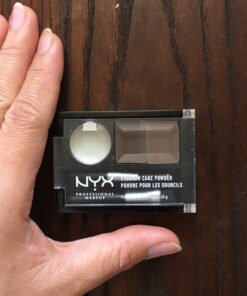 NYX
PROFESSIONAL
MAKEUP
EYEBROW CAKE POWDER
POUDRE POUR LES SOURCILS